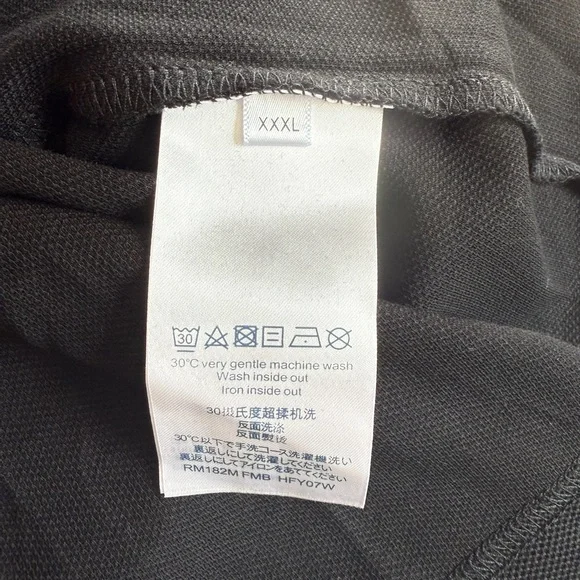 XXXL
30
30°C very gentle machine wash
Wash inside out
Iron inside out
30摄氏度超揉机洗
反面洗涤
反面熨烫
30℃以下で手洗コース洗濯機洗い
裏返しにして洗濯してください
裏返しにしてアイロンをあててください
RM182M FMB HFY07W